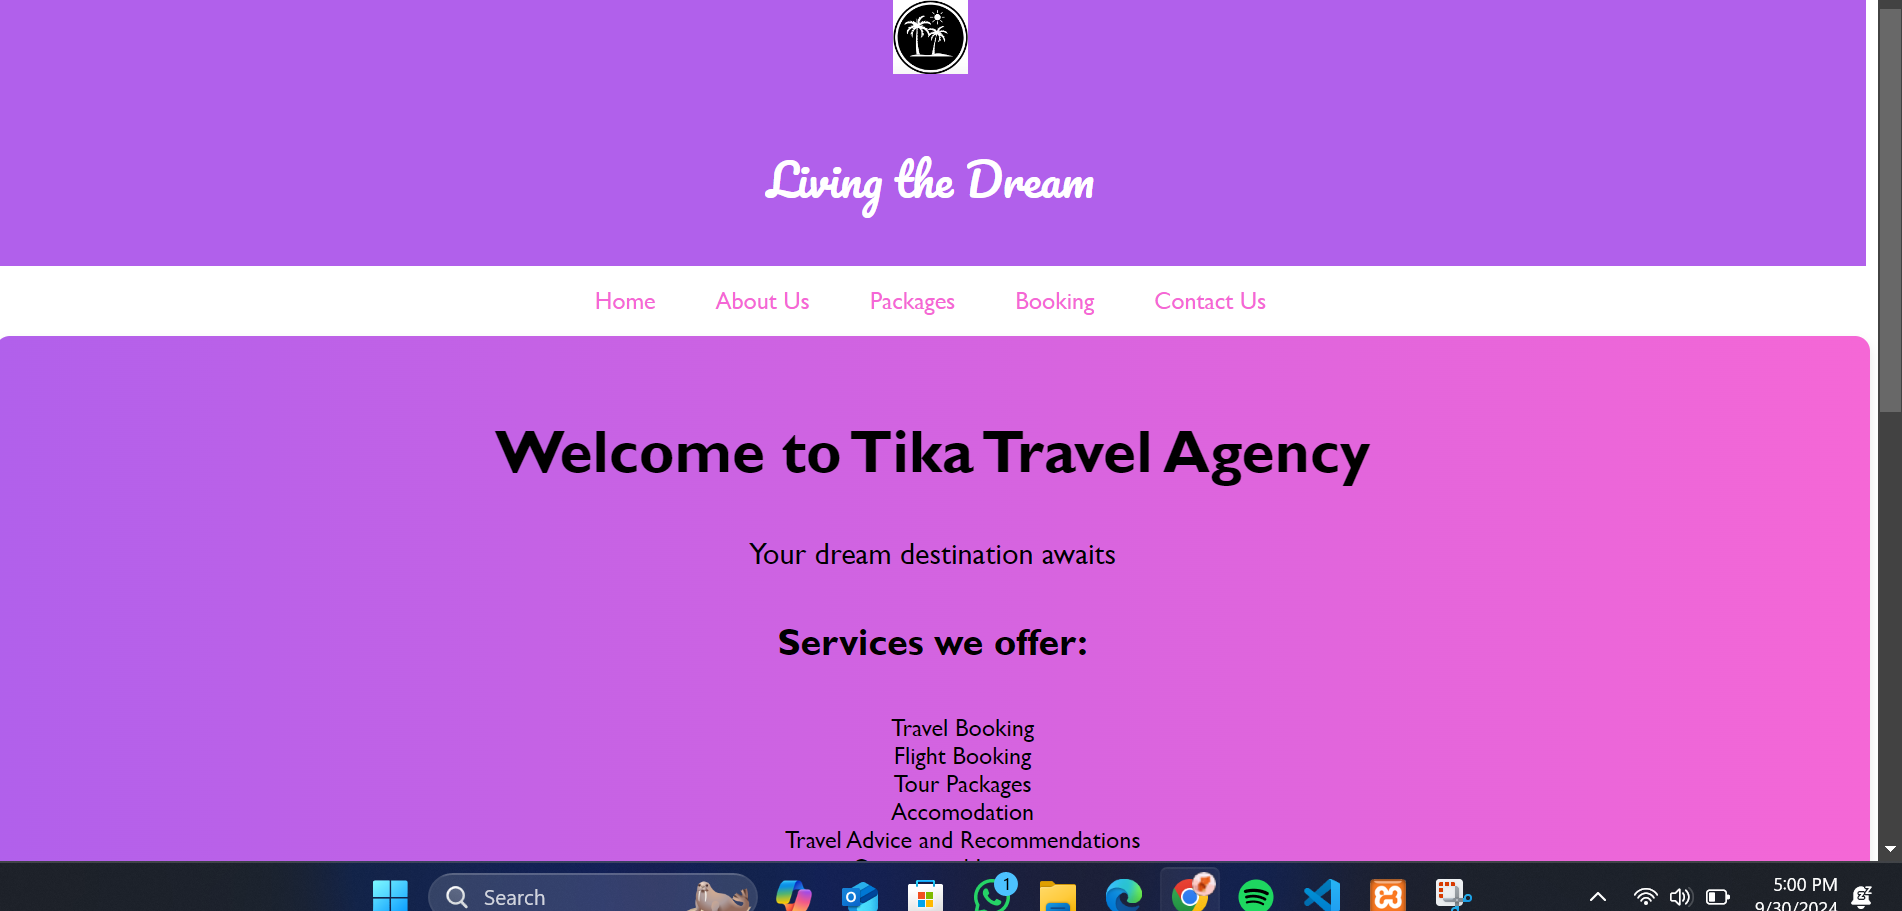 Living the Dream
Home About Us Packages Booking Contact Us
Welcome to Tika Travel Agency
Your dream destination awaits
Services we offer:
Travel Booking
Flight Booking
Tour Packages
Accomodation
Travel Advice and Recommendations
Search
1
5:00 PM
9/30/2024